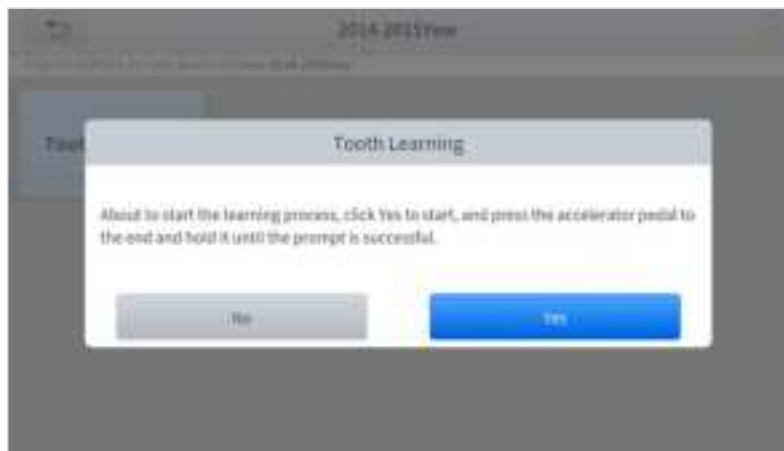 2014-2015Year
Toot
Tooth Learning
About to start the learning process, click Yes to start, and press the accelerator pedal to
the end and hold it until the prompt is successful.
No
Yes